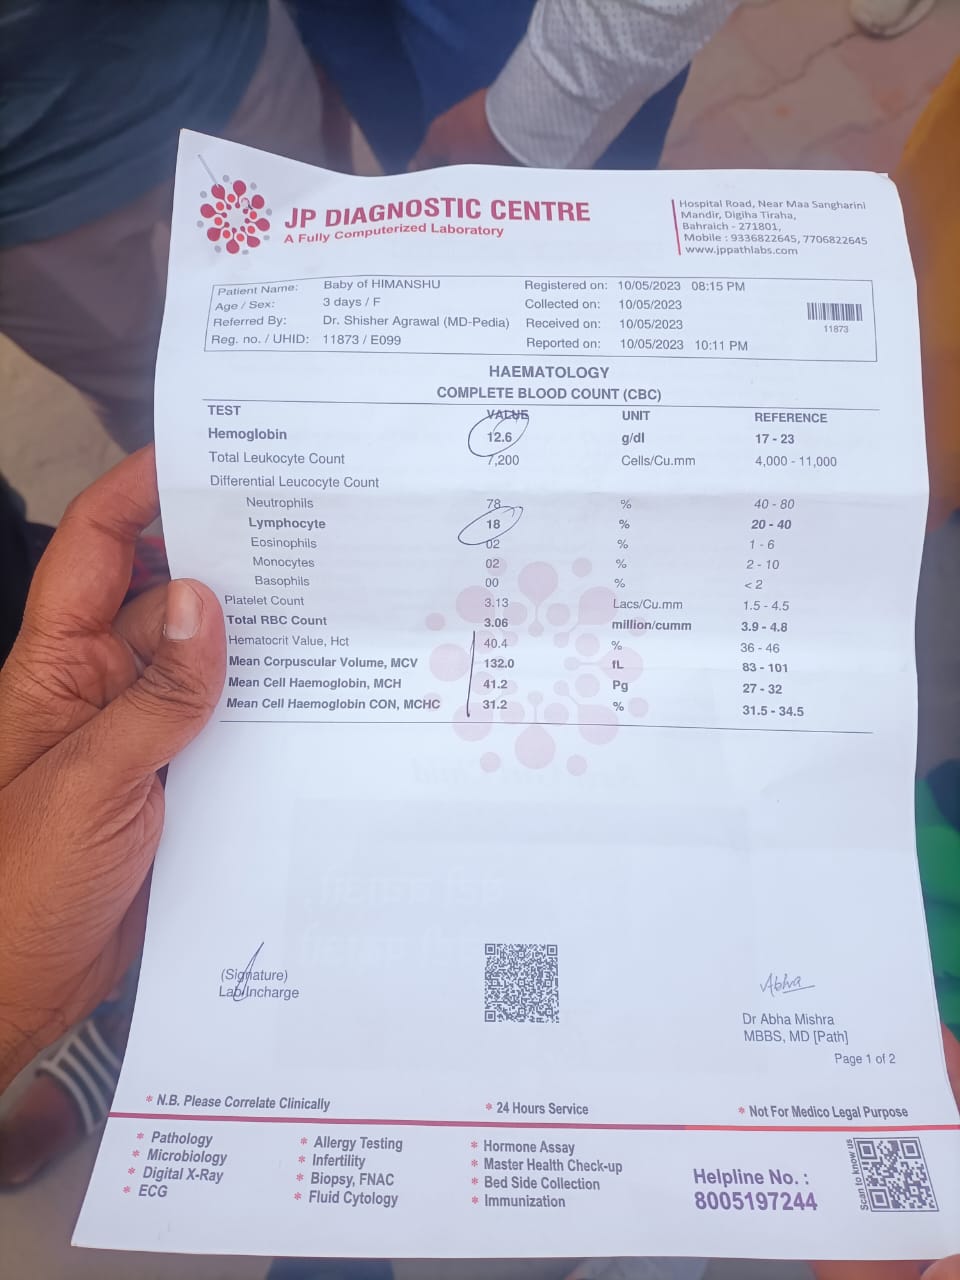 JP DIAGNOSTIC CENTRE
A Fully Computerized Laboratory
Hospital Road, Near Maa Sangharini
Mandir, Digiha Tiraha,
Bahraich - 271801,
Mobile : 9336822645, 7706822645
www.jppathlabs.com
Patient Name: Baby of HIMANSHU Registered on: 10/05/2023 08:15 PM
Age / Sex: 3 days / F Collected on: 10/05/2023
Referred By: Dr. Shisher Agrawal (MD-Pedia) Received on: 10/05/2023
Reg. no. / UHID: 11873 / E099 Reported on: 10/05/2023 10:11 PM
11873
HAEMATOLOGY
COMPLETE BLOOD COUNT (CBC)
TEST VALUE UNIT REFERENCE
Hemoglobin 12.6 g/dl 17 - 23
Total Leukocyte Count 7,200 Cells/Cu.mm 4,000 - 11,000
Differential Leucocyte Count
Neutrophils 78 % 40 - 80
Lymphocyte 18 % 20 - 40
Eosinophils 02 % 1 - 6
Monocytes 02 % 2 - 10
Basophils 00 % < 2
Platelet Count 3.13 Lacs/Cu.mm 1.5 - 4.5
Total RBC Count 3.06 million/cumm 3.9 - 4.8
Hematocrit Value, Hct 40.4 % 36 - 46
Mean Corpuscular Volume, MCV 132.0 fL 83 - 101
Mean Cell Haemoglobin, MCH 41.2 Pg 27 - 32
Mean Cell Haemoglobin CON, MCHC 31.2 % 31.5 - 34.5
(Signature)
Lab Incharge
Abha
Dr Abha Mishra
MBBS, MD [Path]
Page 1 of 2
* N.B. Please Correlate Clinically * 24 Hours Service * Not For Medico Legal Purpose
* Pathology
* Microbiology
* Digital X-Ray
* ECG
* Allergy Testing
* Infertility
* Biopsy, FNAC
* Fluid Cytology
* Hormone Assay
* Master Health Check-up
* Bed Side Collection
* Immunization
Helpline No. :
8005197244
Scan to know us